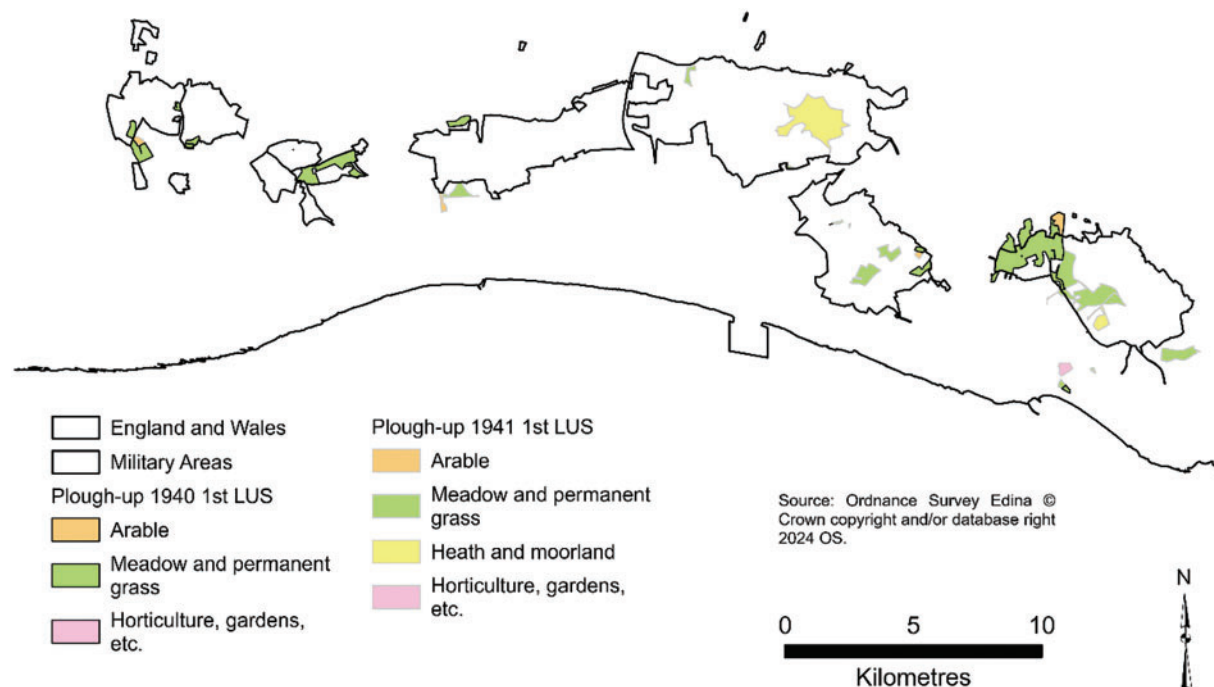 England and Wales
Military Areas
Plough-up 1940 1st LUS
Arable
Meadow and permanent
grass
Horticulture, gardens,
etc.
Plough-up 1941 1st LUS
Arable
Meadow and permanent
grass
Heath and moorland
Horticulture, gardens,
etc.
Source: Ordnance Survey Edina ©
Crown copyright and/or database right
2024 OS.
N
0 5 10
Kilometres